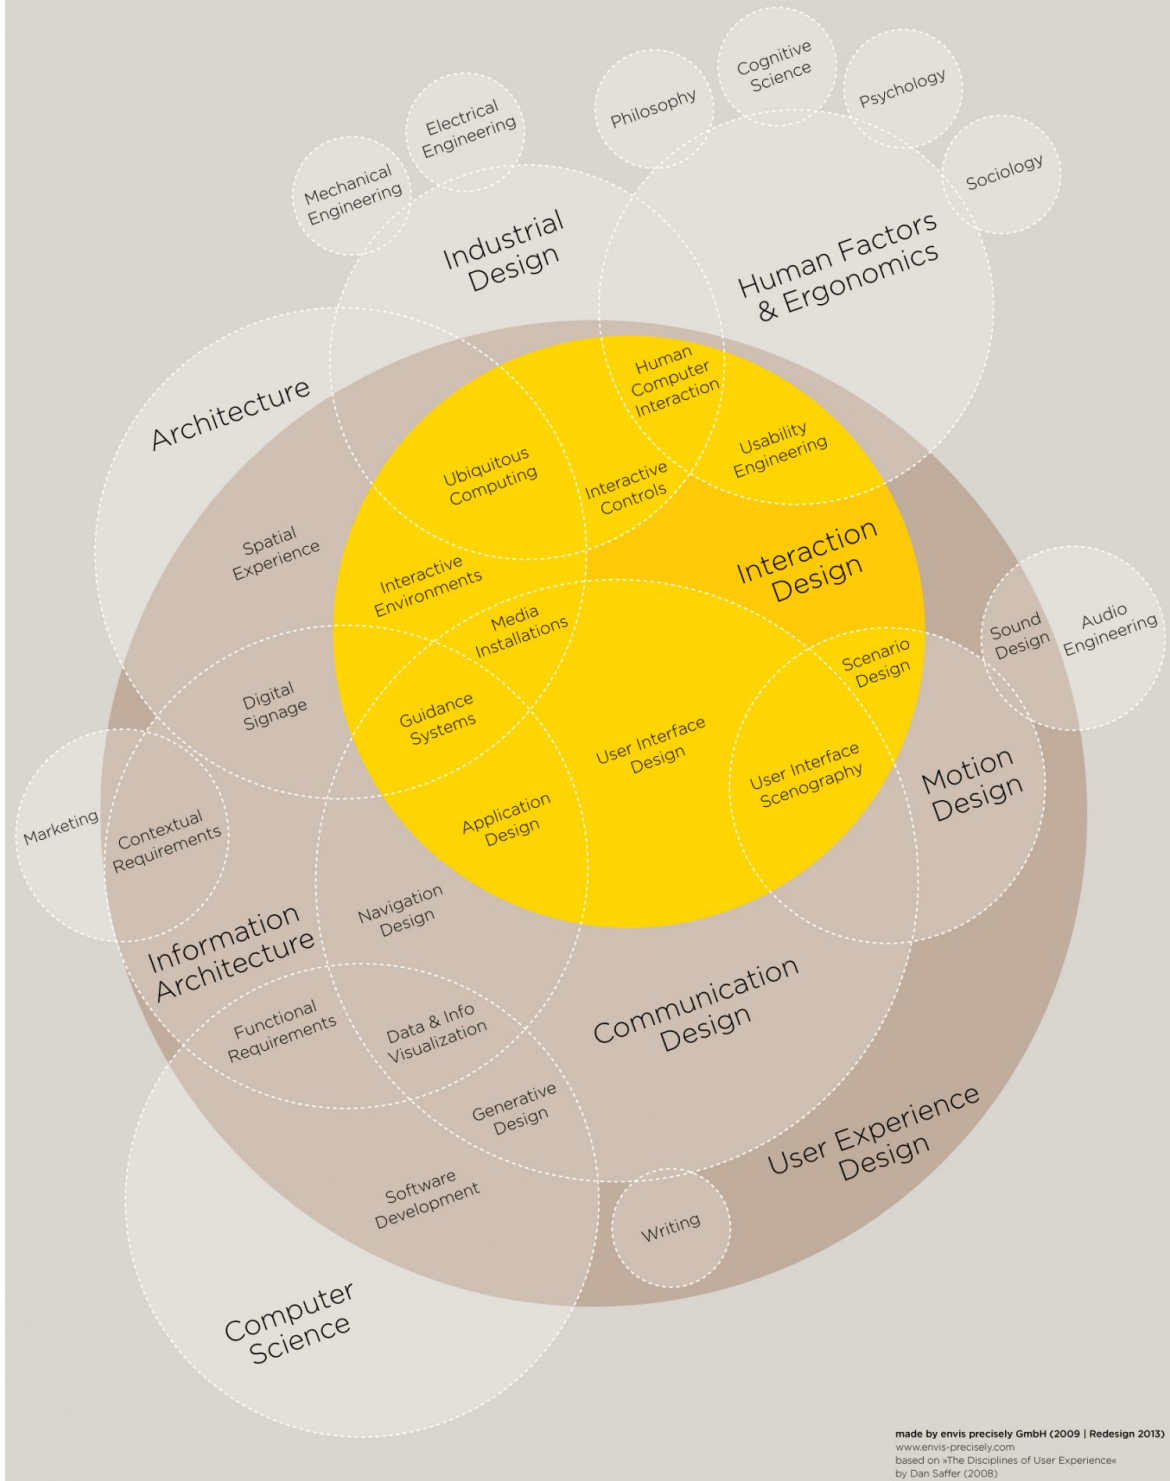 Cognitive
Science
Philosophy
Psychology
Electrical
Engineering
Mechanical
Engineering
Sociology
Industrial
Design
Human Factors
& Ergonomics
Architecture
Human
Computer
Interaction
Usability
Engineering
Ubiquitous
Computing
Interactive
Controls
Spatial
Experience
Interactive
Environments
Interaction
Design
Media
Installations
Sound
Design
Audio
Engineering
Scenario
Design
Digital
Signage
Guidance
Systems
User Interface
Design
User Interface
Scenography
Motion
Design
Marketing
Contextual
Requirements
Application
Design
Navigation
Design
Information
Architecture
Communication
Design
Functional
Requirements
Data & Info
Visualization
Generative
Design
User Experience
Design
Software
Development
Writing
Computer
Science
made by envis precisely GmbH (2009 | Redesign 2013)
www.envis-precisely.com
based on »The Disciplines of User Experience«
by Dan Saffer (2008)